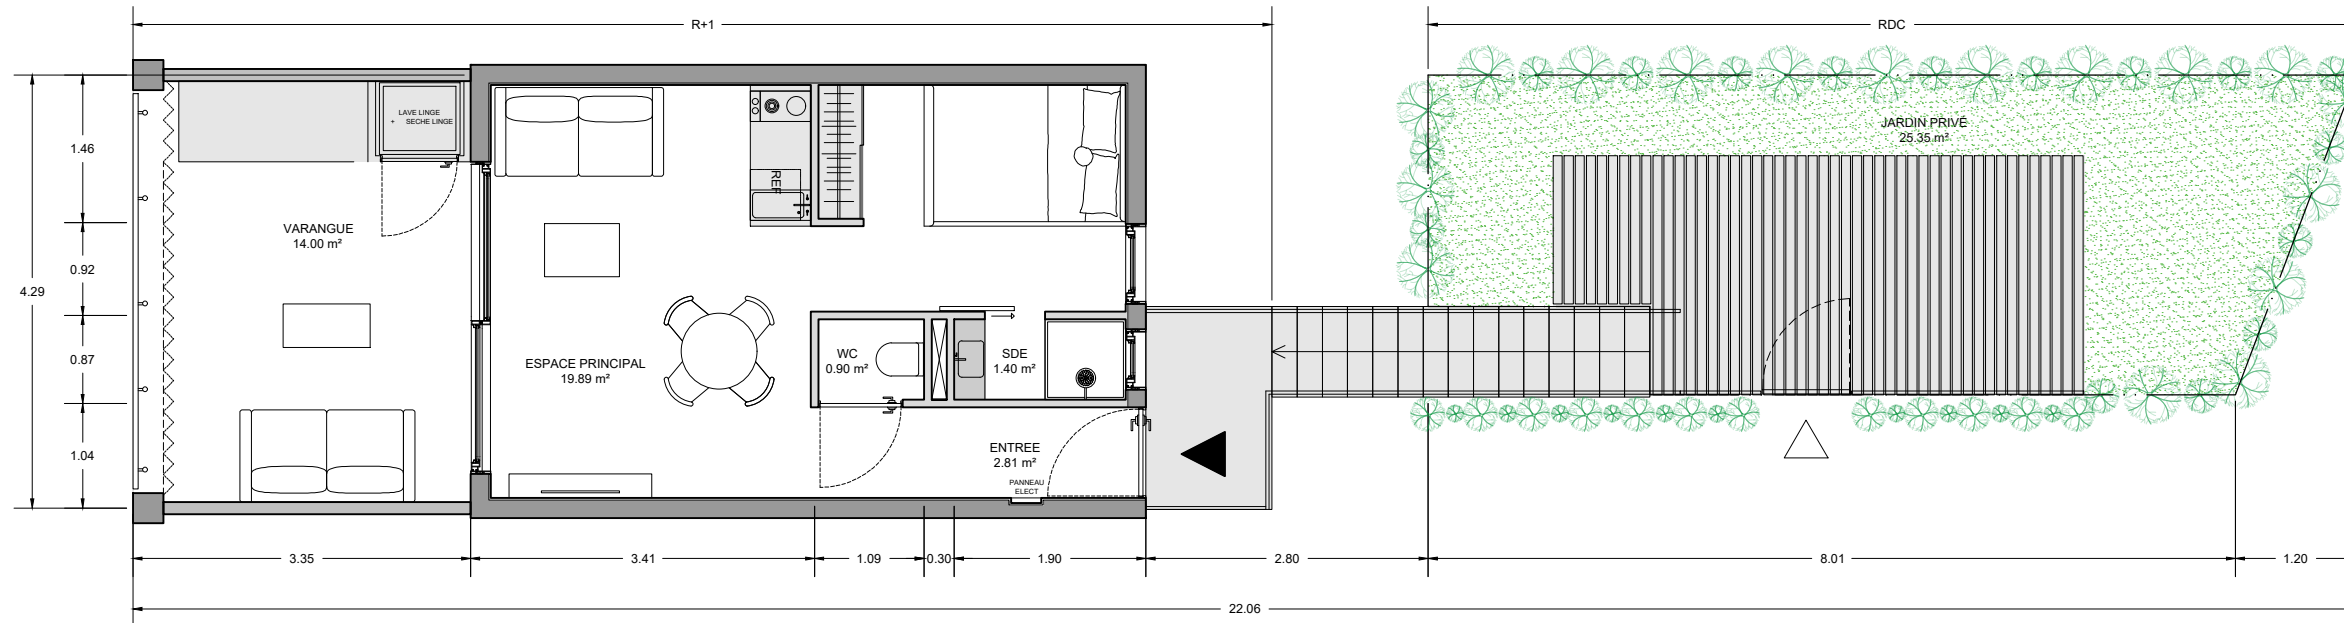 R+1
RDC
LAVE LINGE
+ SECHE LINGE
JARDIN PRIVÉ
25.35 m²
1.46
REF
VARANGUE
14.00 m²
0.92
4.29
0.87
WC
0.90 m²
SDE
1.40 m²
ESPACE PRINCIPAL
19.89 m²
1.04
ENTREE
2.81 m²
PANNEAU
ELECT
3.35
3.41
1.09
0.30
1.90
2.80
8.01
1.20
22.06